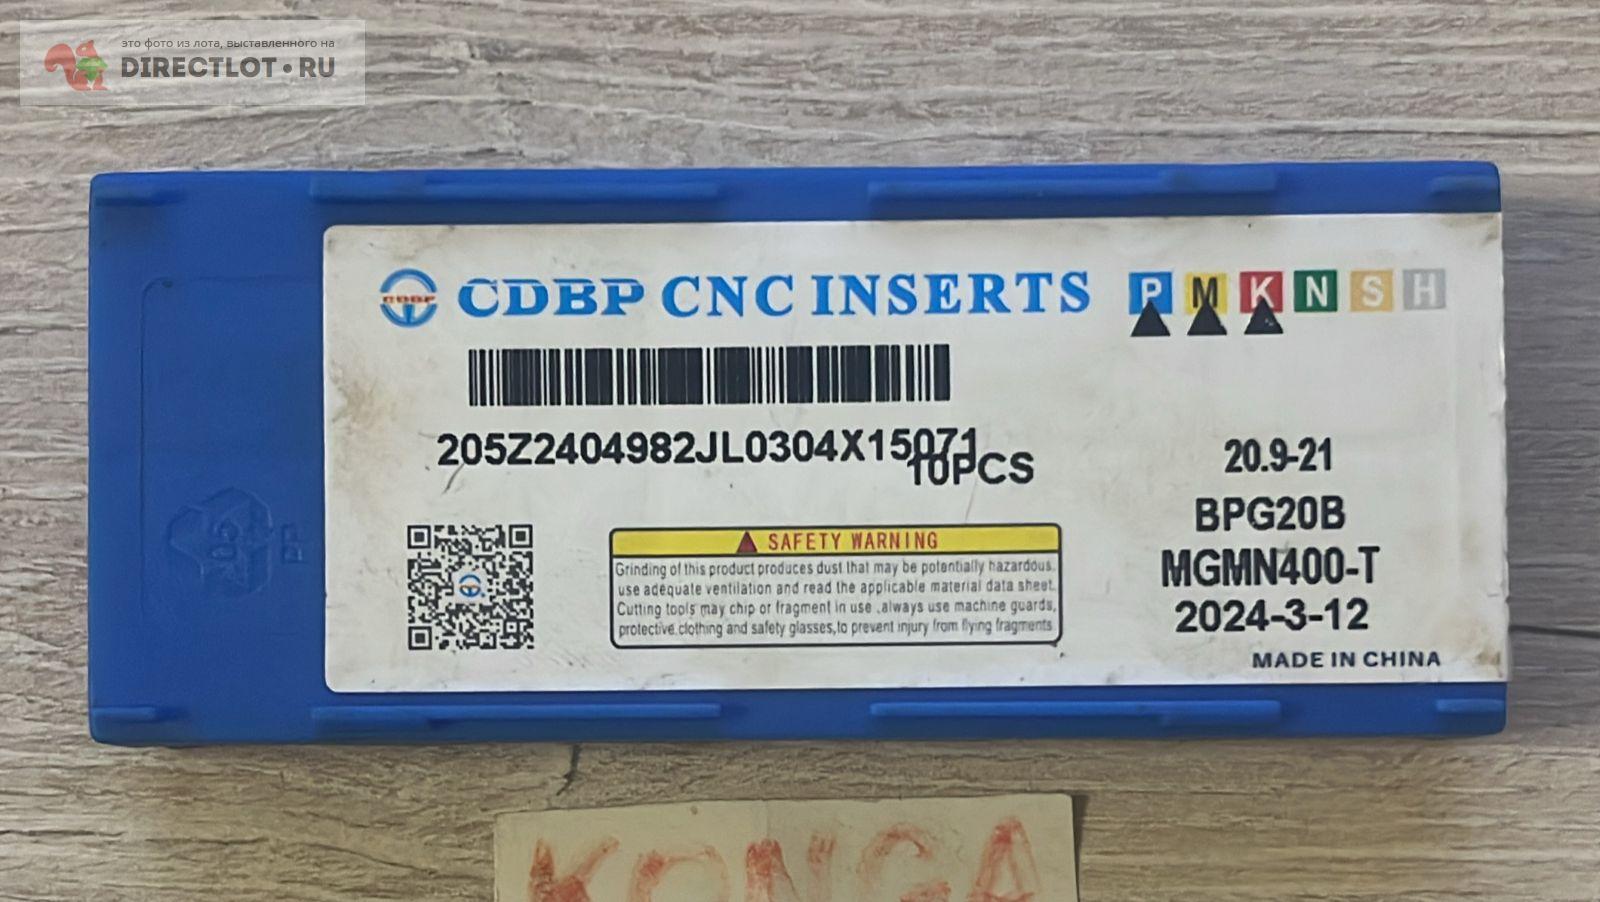 это фото из лота, выставленного на
DIRECTLOT•RU
CDBP CDBP CNC INSERTS P M K N S H
205Z2404982JL0304X15071
10PCS
20.9-21
BPG20B
MGMN400-T
2024-3-12
MADE IN CHINA
SAFETY WARNING
Grinding of this product produces dust that may be potentially hazardous.
use adequate ventilation and read the applicable material data sheet.
Cutting tools may chip or fragment in use ,always use machine guards,
protective clothing and safety glasses,to prevent injury from flying fragments
PP
KONGA